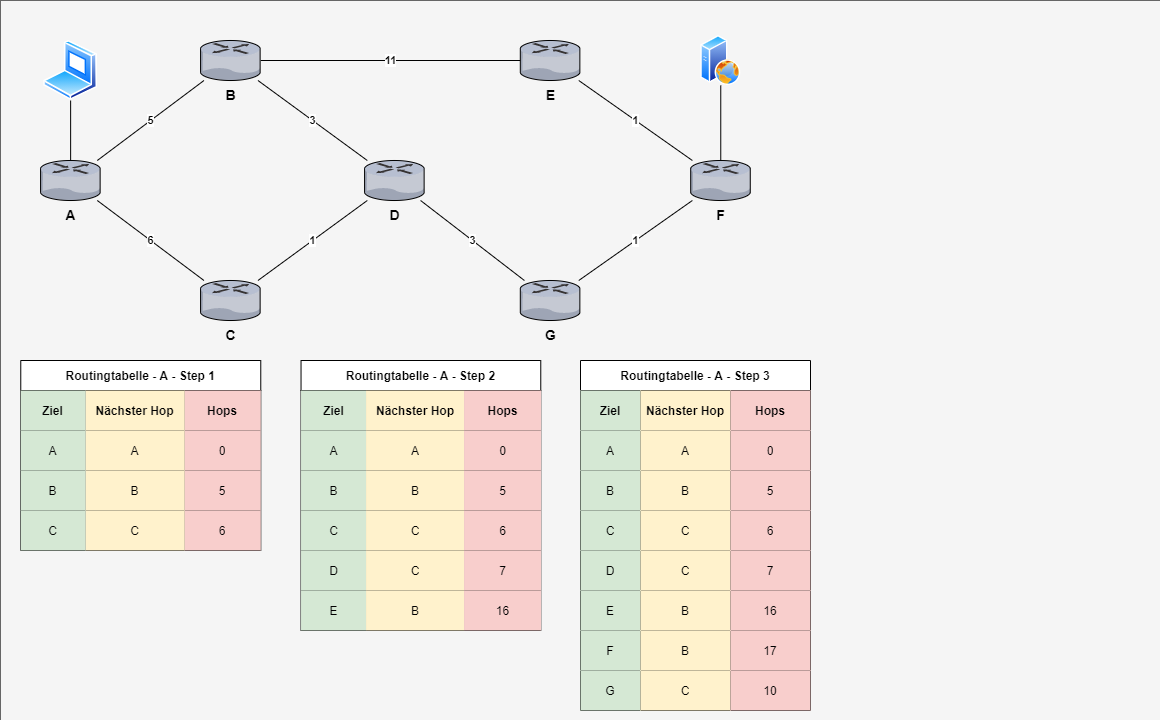 B
11
E
5
3
1
A
D
F
6
1
3
1
C
G
Routingtabelle - A - Step 1
Ziel Nächster Hop Hops
A A 0
B B 5
C C 6
Routingtabelle - A - Step 2
Ziel Nächster Hop Hops
A A 0
B B 5
C C 6
D C 7
E B 16
Routingtabelle - A - Step 3
Ziel Nächster Hop Hops
A A 0
B B 5
C C 6
D C 7
E B 16
F B 17
G C 10